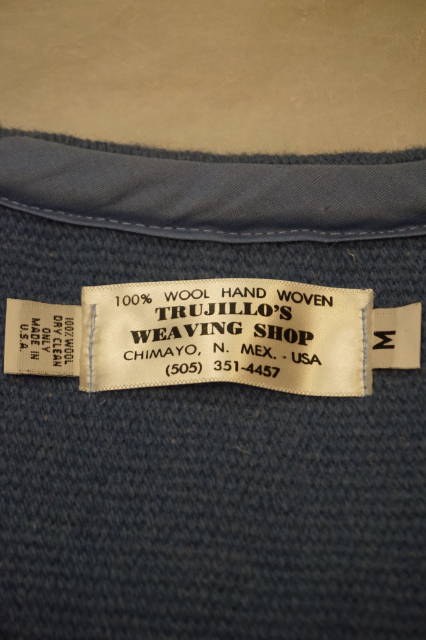 100% WOOL HAND WOVEN
TRUJILLO'S
WEAVING SHOP
CHIMAYO, N. MEX. - USA
(505) 351-4457
100% WOOL
DRY CLEAN
ONLY
MADE IN
U.S.A.
M